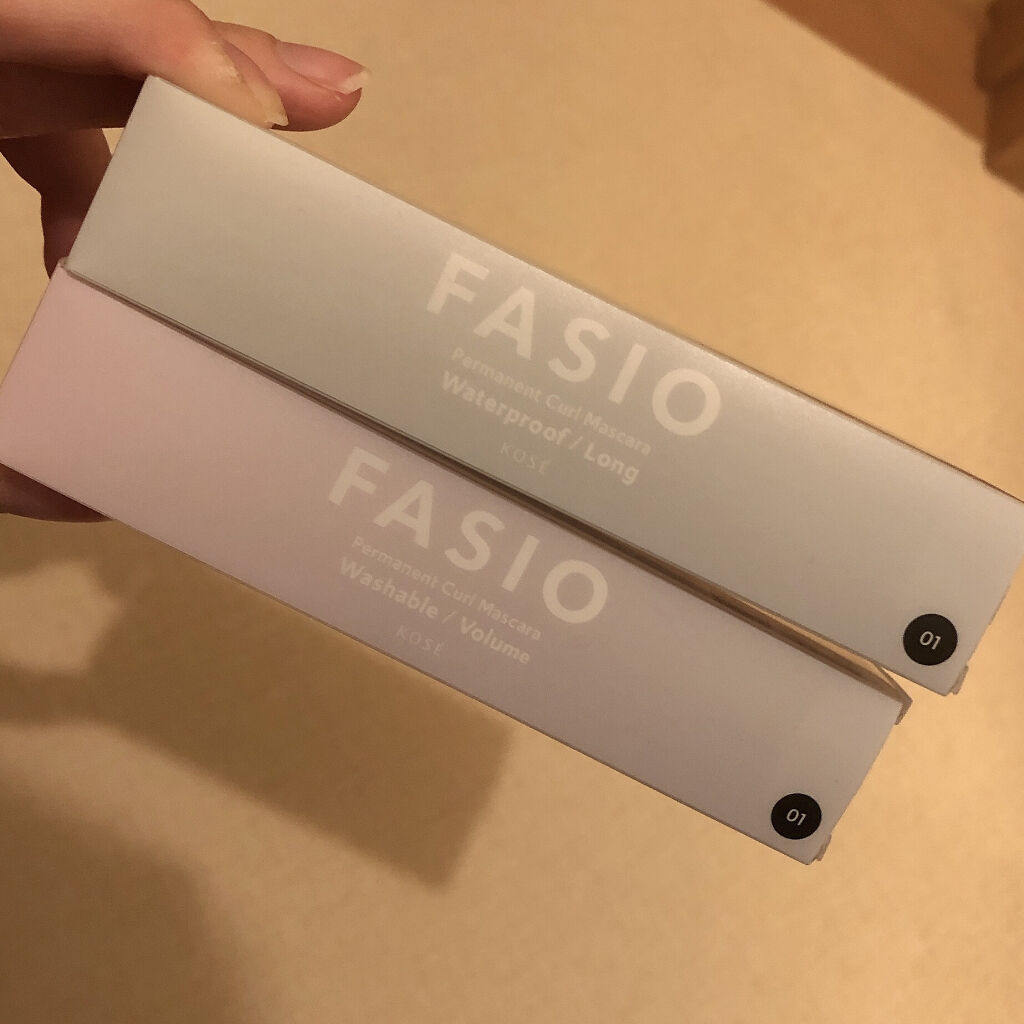 FASIO
Permanent Curl Mascara
Waterproof / Long
KOSÉ
01
FASIO
Permanent Curl Mascara
Washable / Volume
KOSÉ
01